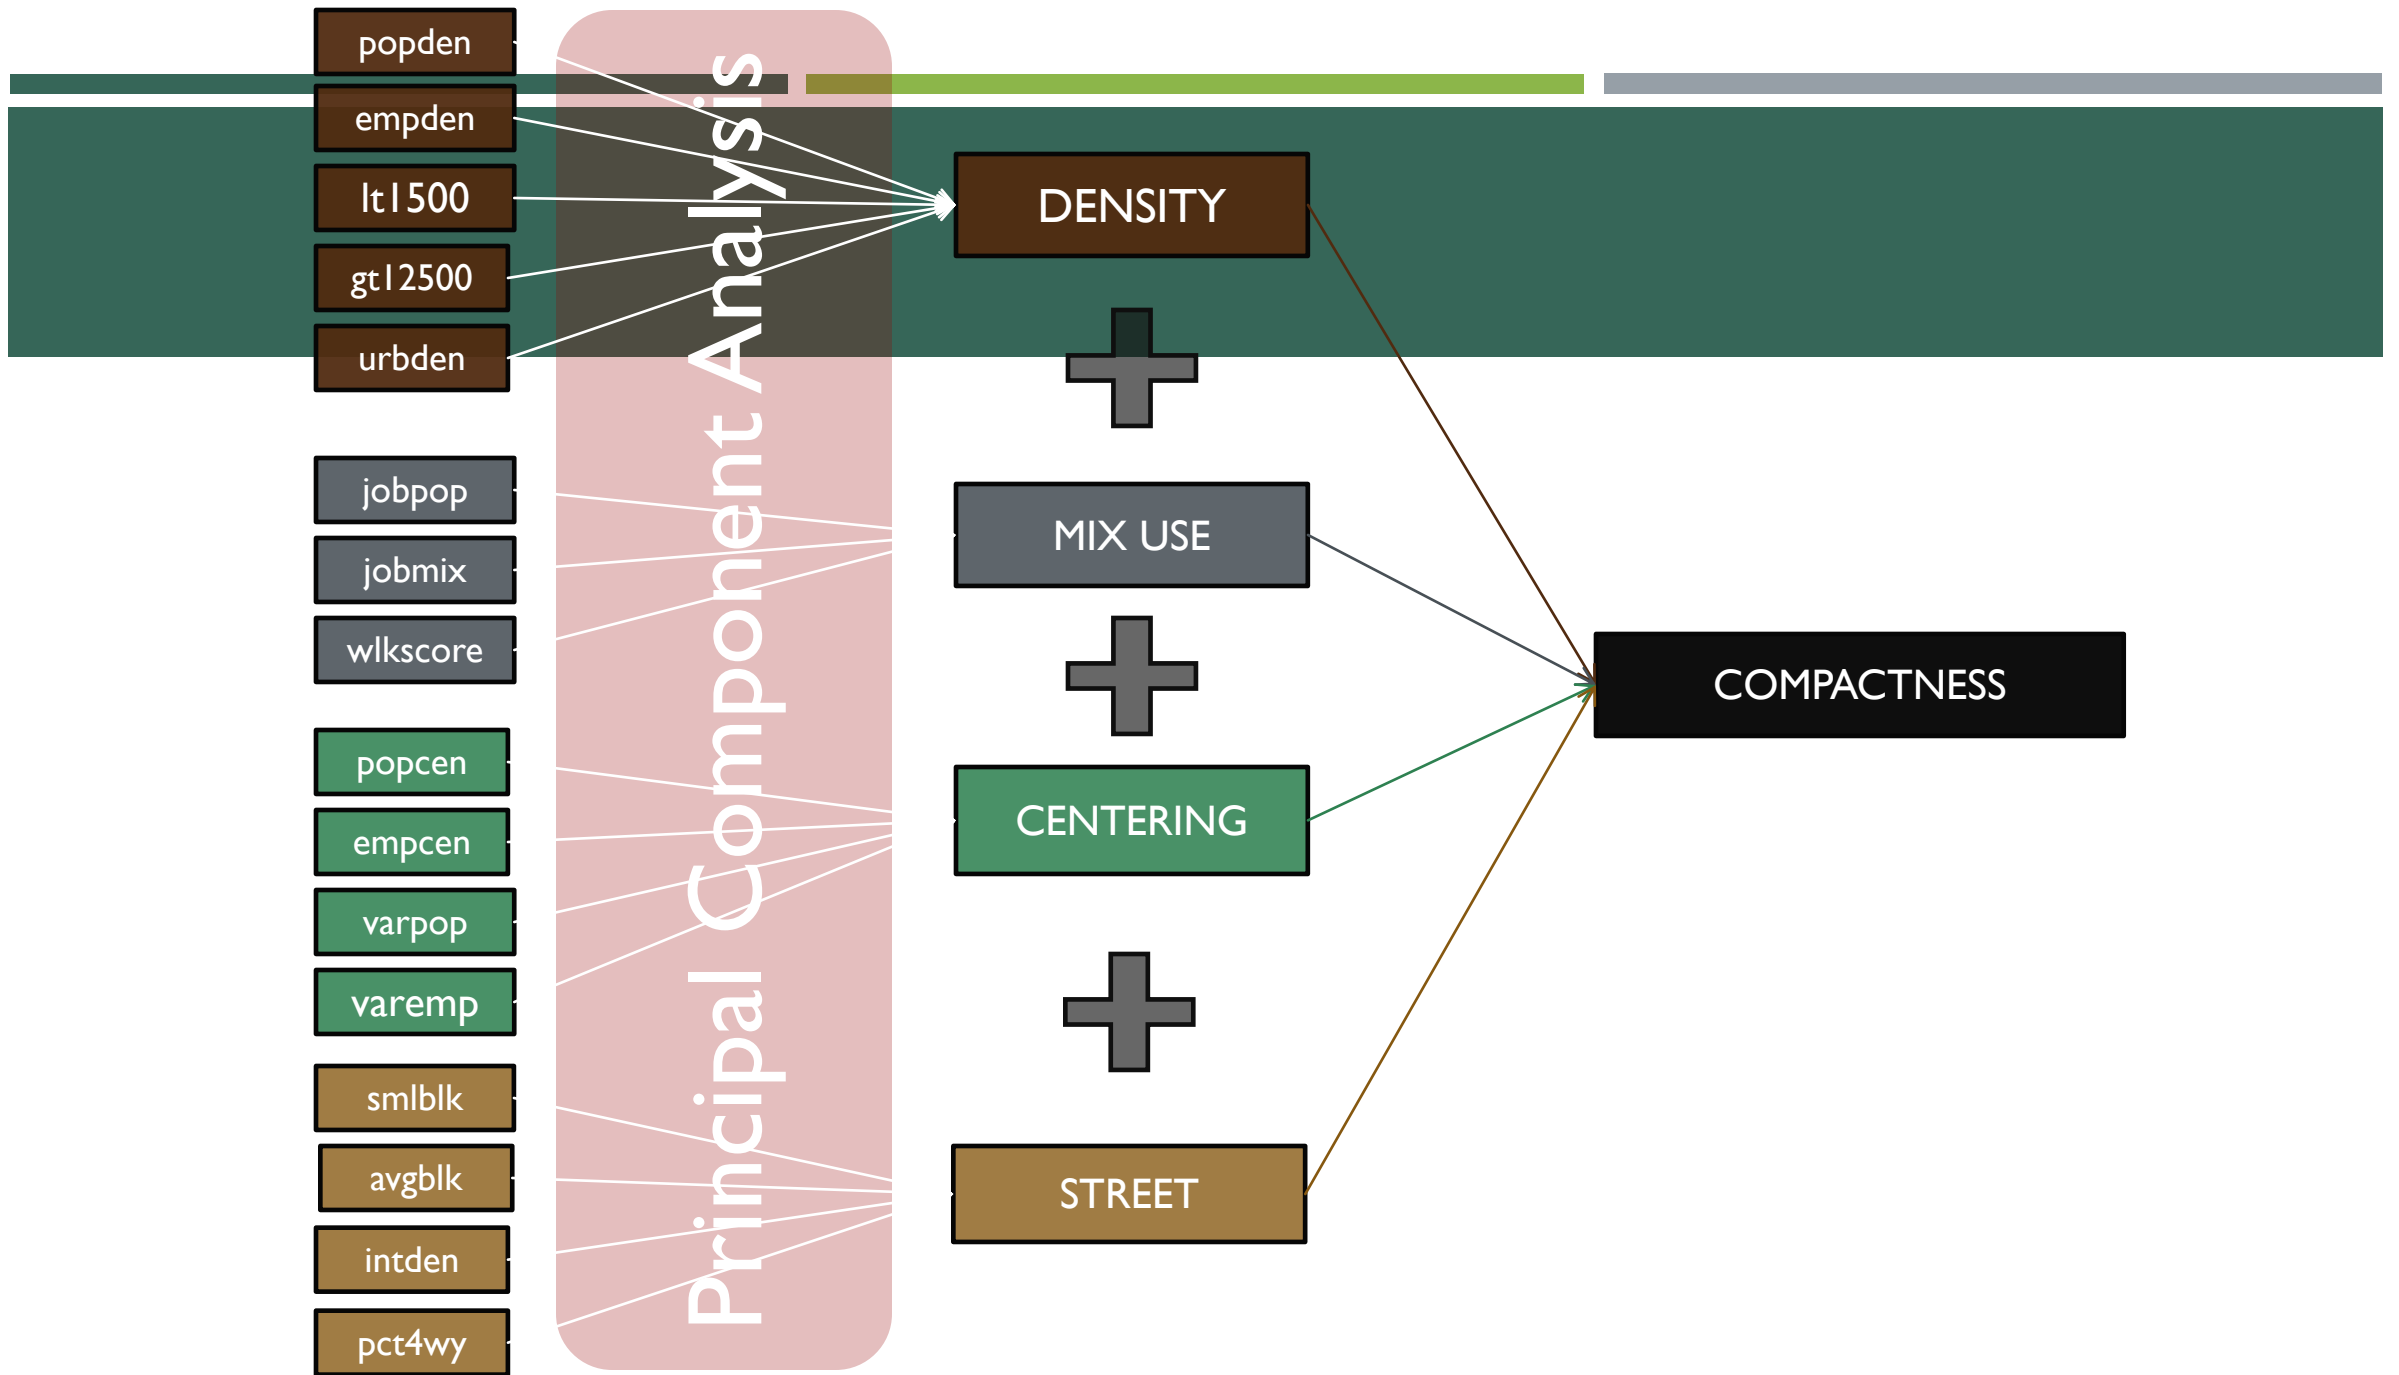 popden
empden
lt1500
gt12500
urbden
jobpop
jobmix
wlkscore
popcen
empcen
varpop
varemp
smlblk
avgblk
intden
pct4wy
Principal Component Analysis
DENSITY
MIX USE
CENTERING
STREET
COMPACTNESS